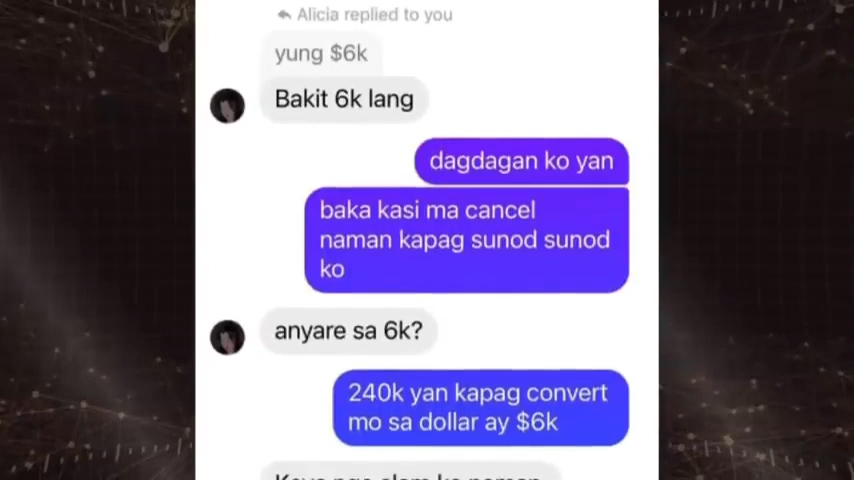 Alicia replied to you
yung $6k
Bakit 6k lang
dagdagan ko yan
baka kasi ma cancel
naman kapag sunod sunod
ko
anyare sa 6k?
240k yan kapag convert
mo sa dollar ay $6k